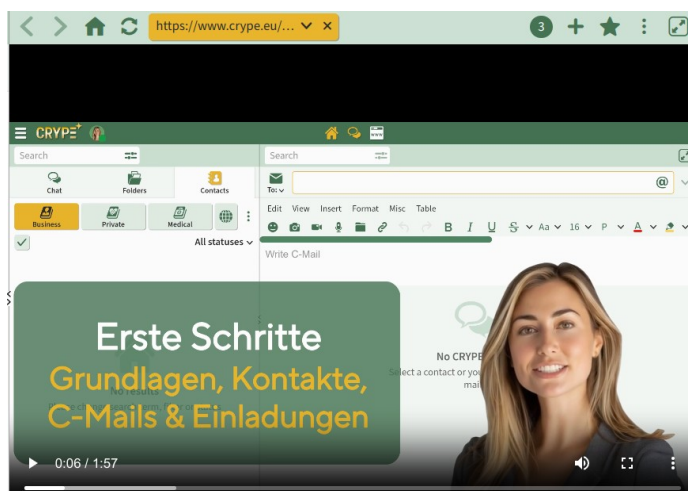 https://www.crype.eu/...
3
CRYPE+
www
Search
Search
Chat
Folders
Contacts
To:
@
Business
Private
Medical
Edit View Insert Format Misc Table
B I U S Aa 16 P A
All statuses
Write C-Mail
Erste Schritte
Grundlagen, Kontakte,
C-Mails & Einladungen
No results
No CRYPE
Select a contact or you
mai
0:06 / 1:57